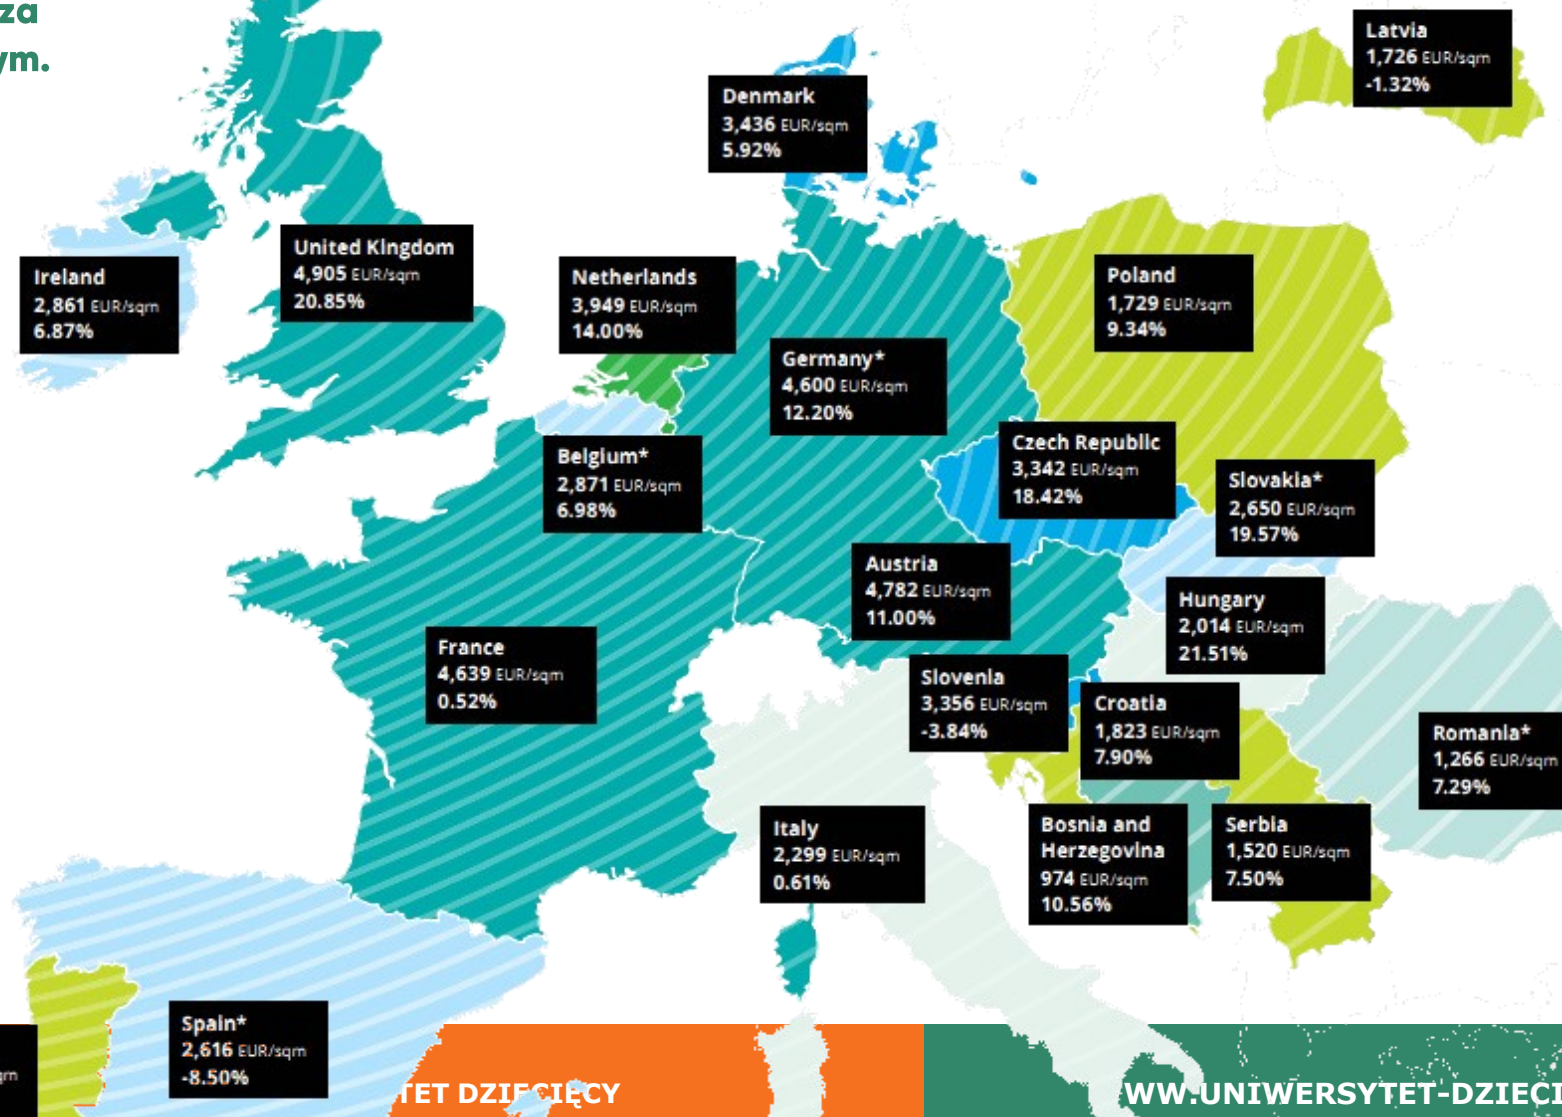 za
ym.
Latvia
1,726 EUR/sqm
-1.32%
Denmark
3,436 EUR/sqm
5.92%
United Kingdom
4,905 EUR/sqm
20.85%
Ireland
2,861 EUR/sqm
6.87%
Netherlands
3,949 EUR/sqm
14.00%
Poland
1,729 EUR/sqm
9.34%
Germany*
4,600 EUR/sqm
12.20%
Belgium*
2,871 EUR/sqm
6.98%
Czech Republic
3,342 EUR/sqm
18.42%
Slovakia*
2,650 EUR/sqm
19.57%
Austria
4,782 EUR/sqm
11.00%
Hungary
2,014 EUR/sqm
21.51%
France
4,639 EUR/sqm
0.52%
Slovenia
3,356 EUR/sqm
-3.84%
Croatia
1,823 EUR/sqm
7.90%
Romania*
1,266 EUR/sqm
7.29%
Italy
2,299 EUR/sqm
0.61%
Bosnia and
Herzegovina
974 EUR/sqm
10.56%
Serbia
1,520 EUR/sqm
7.50%
Spain*
2,616 EUR/sqm
-8.50%
qm
TET DZIECIĘCY
WW.UNIWERSYTET-DZIECI